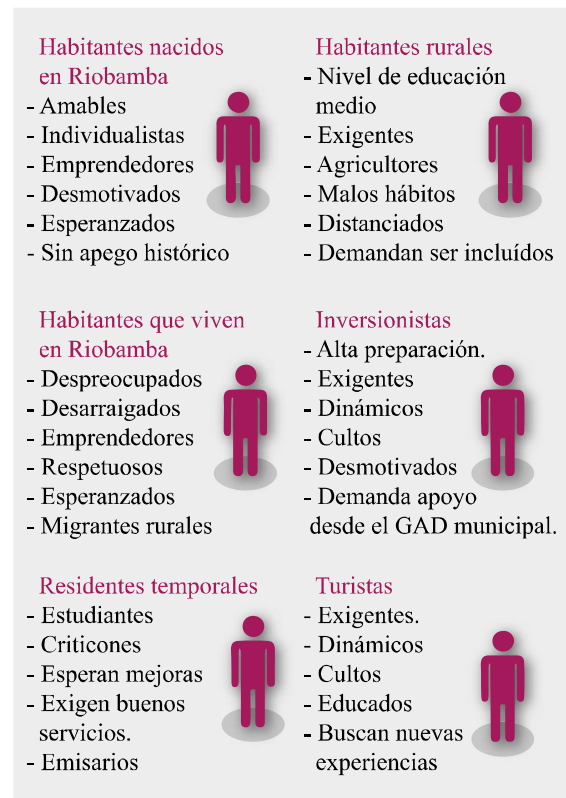 Habitantes nacidos
en Riobamba
- Amables
- Individualistas
- Emprendedores
- Desmotivados
- Esperanzados
- Sin apego histórico
Habitantes rurales
- Nivel de educación
medio
- Exigentes
- Agricultores
- Malos hábitos
- Distanciados
- Demandan ser incluídos
Habitantes que viven
en Riobamba
- Despreocupados
- Desarraigados
- Emprendedores
- Respetuosos
- Esperanzados
- Migrantes rurales
Inversionistas
- Alta preparación.
- Exigentes
- Dinámicos
- Cultos
- Desmotivados
- Demanda apoyo
desde el GAD municipal.
Residentes temporales
- Estudiantes
- Criticones
- Esperan mejoras
- Exigen buenos
servicios.
- Emisarios
Turistas
- Exigentes.
- Dinámicos
- Cultos
- Educados
- Buscan nuevas
experiencias